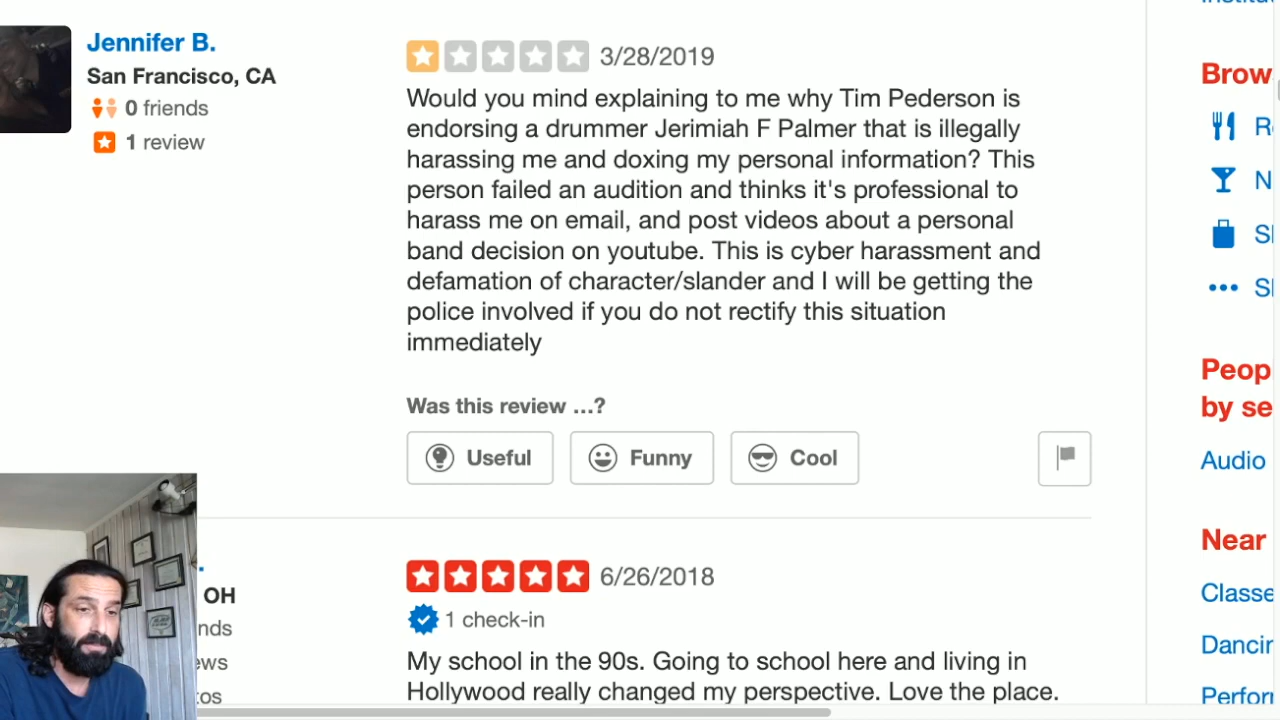 Jennifer B.
San Francisco, CA
0 friends
1 review
3/28/2019
Would you mind explaining to me why Tim Pederson is
endorsing a drummer Jerimiah F Palmer that is illegally
harassing me and doxing my personal information? This
person failed an audition and thinks it's professional to
harass me on email, and post videos about a personal
band decision on youtube. This is cyber harassment and
defamation of character/slander and I will be getting the
police involved if you do not rectify this situation
immediately
Was this review ...?
Useful
Funny
Cool
OH
6/26/2018
1 check-in
My school in the 90s. Going to school here and living in
Hollywood really changed my perspective. Love the place.
Brow
N
Peop
by se
Audio
Near
Classe
Dancin
Perfor